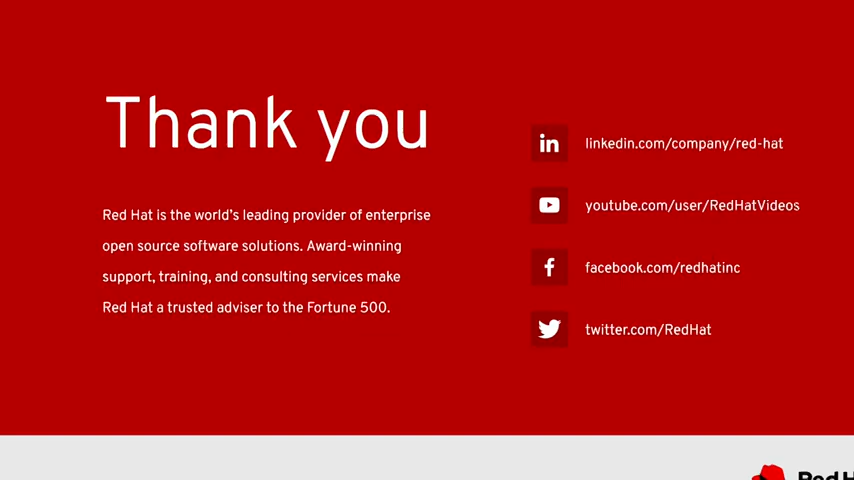 Thank you
Red Hat is the world's leading provider of enterprise
open source software solutions. Award-winning
support, training, and consulting services make
Red Hat a trusted adviser to the Fortune 500.
linkedin.com/company/red-hat
youtube.com/user/RedHatVideos
facebook.com/redhatinc
twitter.com/RedHat
Red H